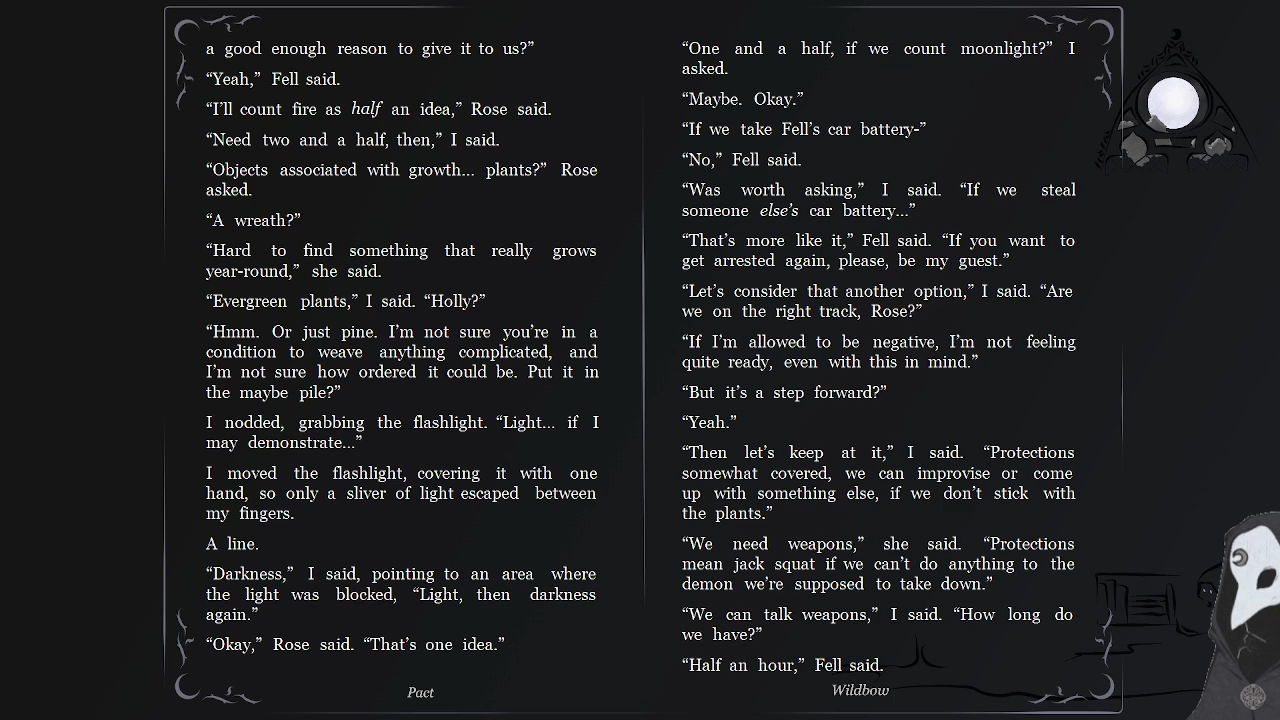 a good enough reason to give it to us?”
“Yeah,” Fell said.
“I’ll count fire as half an idea,” Rose said.
“Need two and a half, then,” I said.
“Objects associated with growth… plants?” Rose
asked.
“A wreath?”
“Hard to find something that really grows
year-round,” she said.
“Evergreen plants,” I said. “Holly?”
“Hmm. Or just pine. I’m not sure you’re in a
condition to weave anything complicated, and
I’m not sure how ordered it could be. Put it in
the maybe pile?”
I nodded, grabbing the flashlight. “Light… if I
may demonstrate…”
I moved the flashlight, covering it with one
hand, so only a sliver of light escaped between
my fingers.
A line.
“Darkness,” I said, pointing to an area where
the light was blocked, “Light, then darkness
again.”
“Okay,” Rose said. “That’s one idea.”
Pact
“One and a half, if we count moonlight?” I
asked.
“Maybe. Okay.”
“If we take Fell’s car battery-”
“No,” Fell said.
“Was worth asking,” I said. “If we steal
someone else’s car battery…”
“That’s more like it,” Fell said. “If you want to
get arrested again, please, be my guest.”
“Let’s consider that another option,” I said. “Are
we on the right track, Rose?”
“If I’m allowed to be negative, I’m not feeling
quite ready, even with this in mind.”
“But it’s a step forward?”
“Yeah.”
“Then let’s keep at it,” I said. “Protections
somewhat covered, we can improvise or come
up with something else, if we don’t stick with
the plants.”
“We need weapons,” she said. “Protections
mean jack squat if we can’t do anything to the
demon we’re supposed to take down.”
“We can talk weapons,” I said. “How long do
we have?”
“Half an hour,” Fell said.
Wildbow